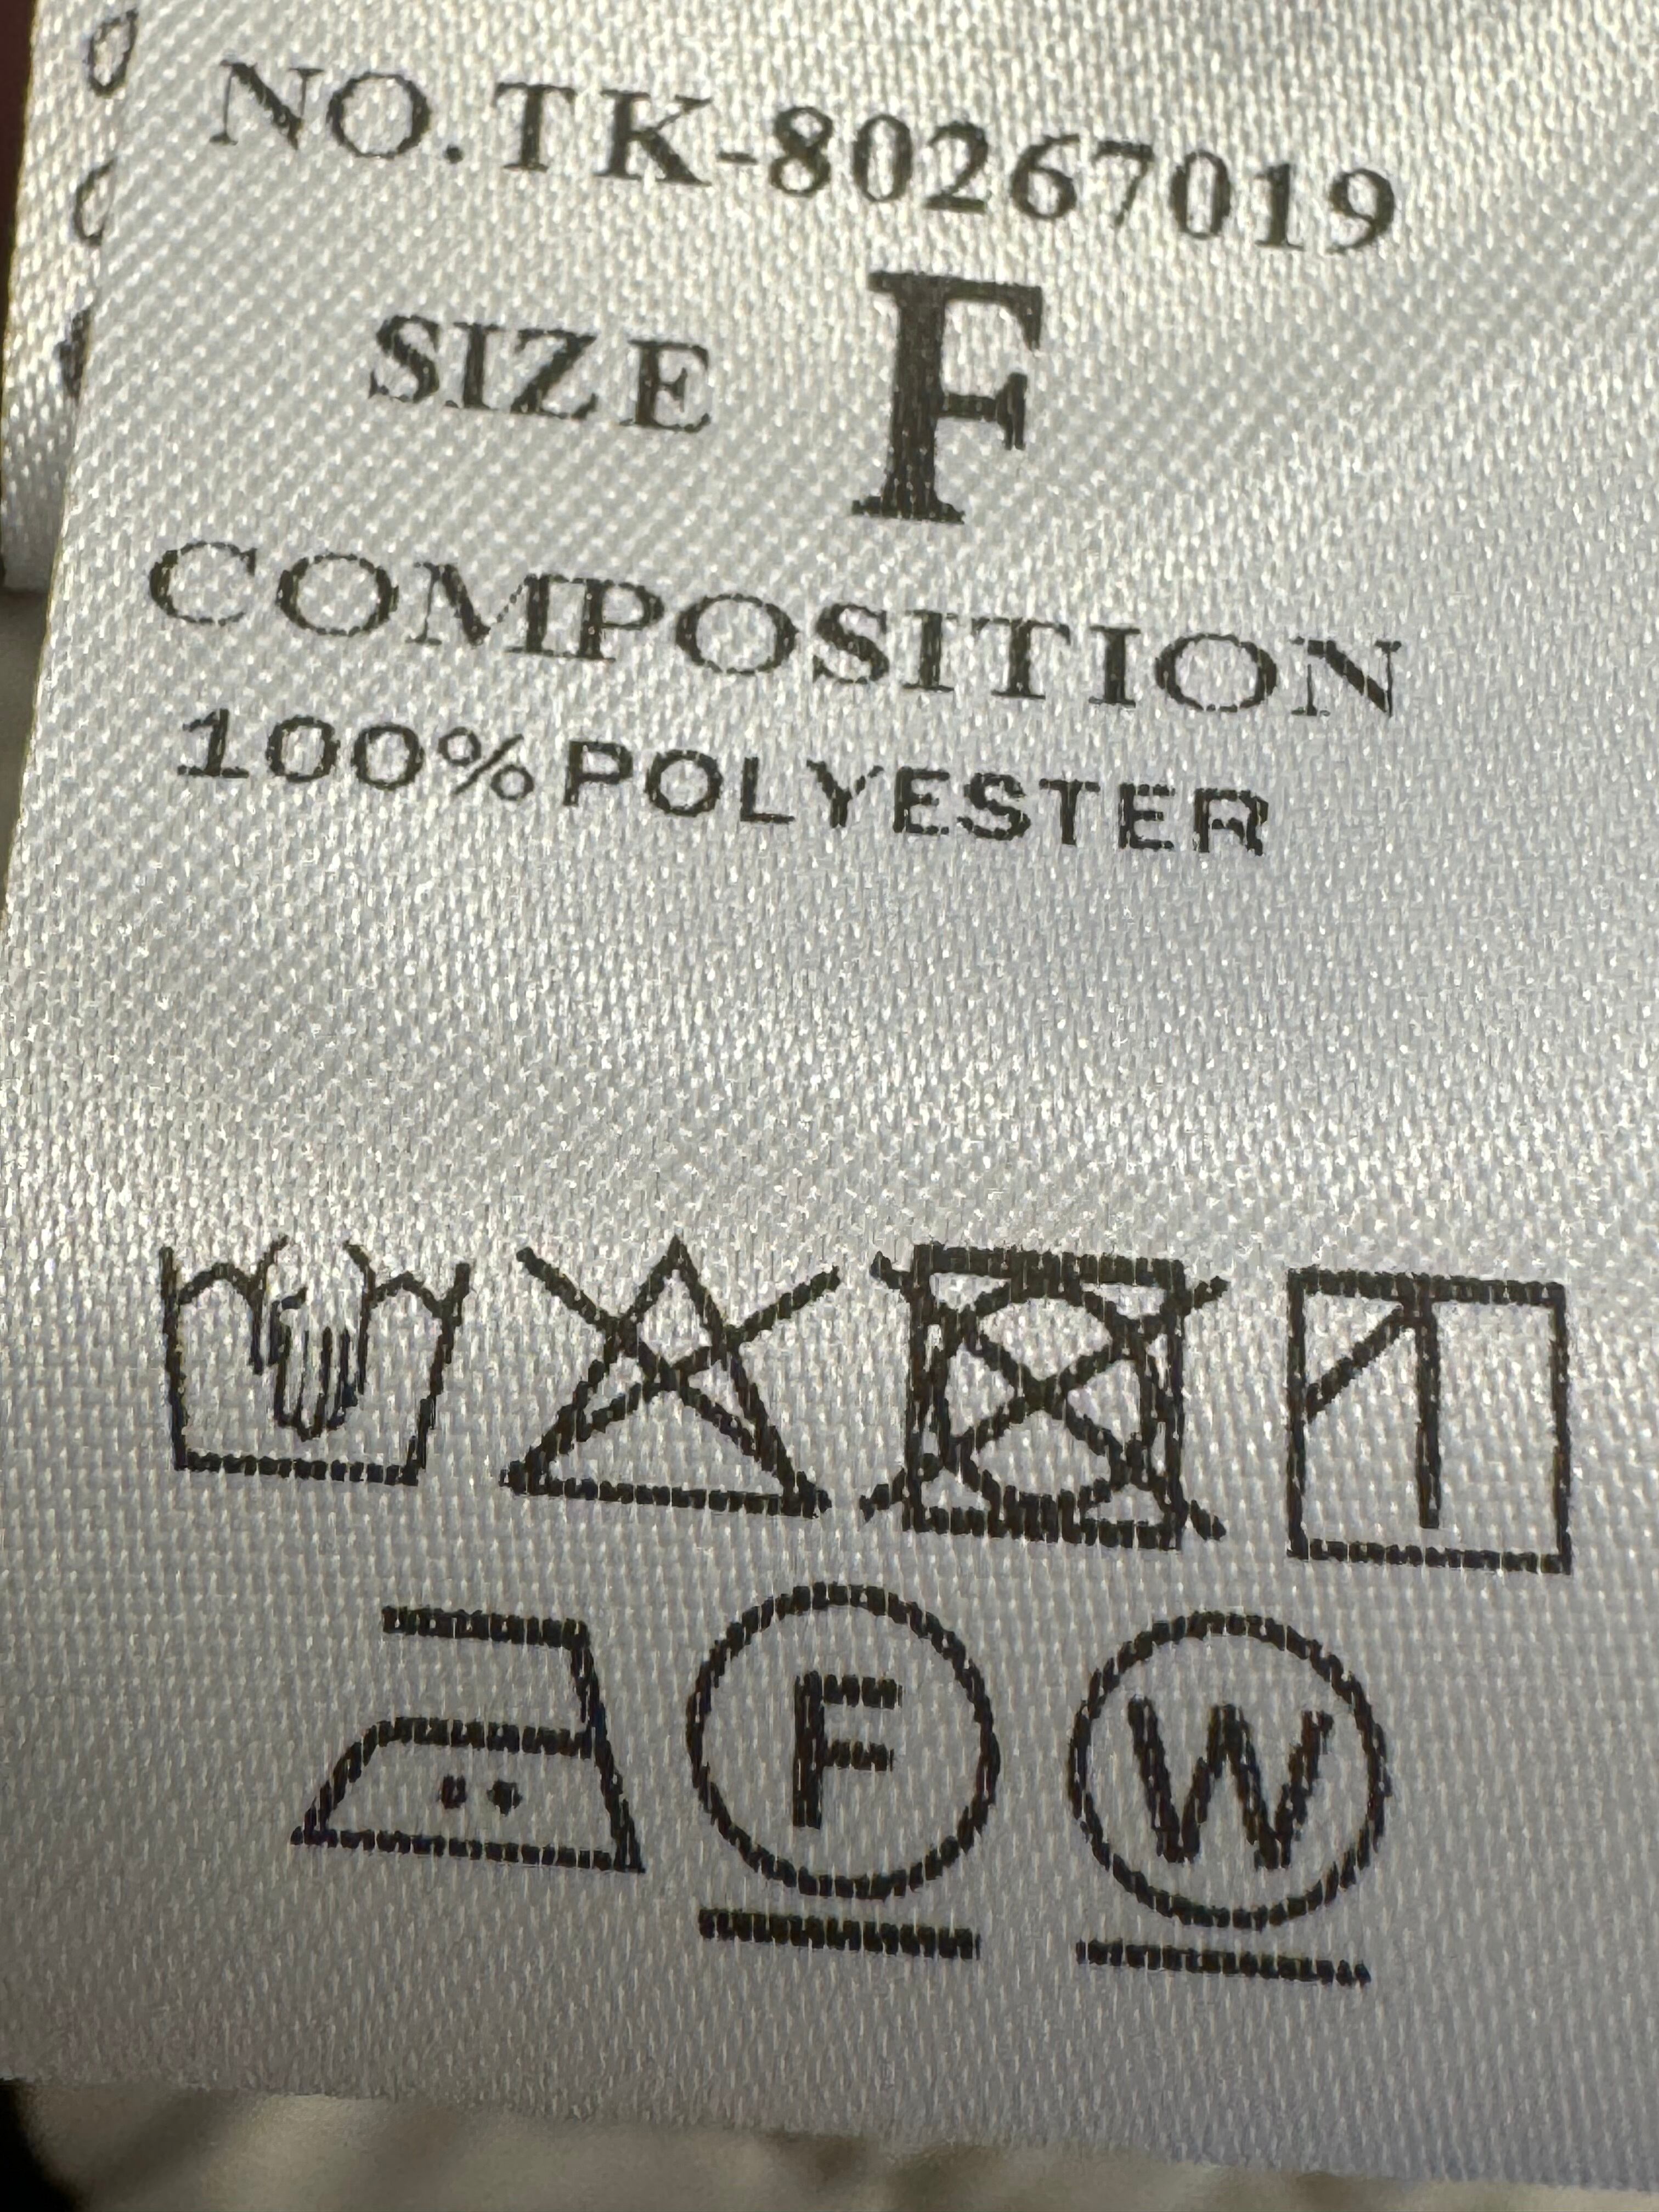 NO.TK-80267019
SIZE F
COMPOSITION
100%POLYESTER
F W